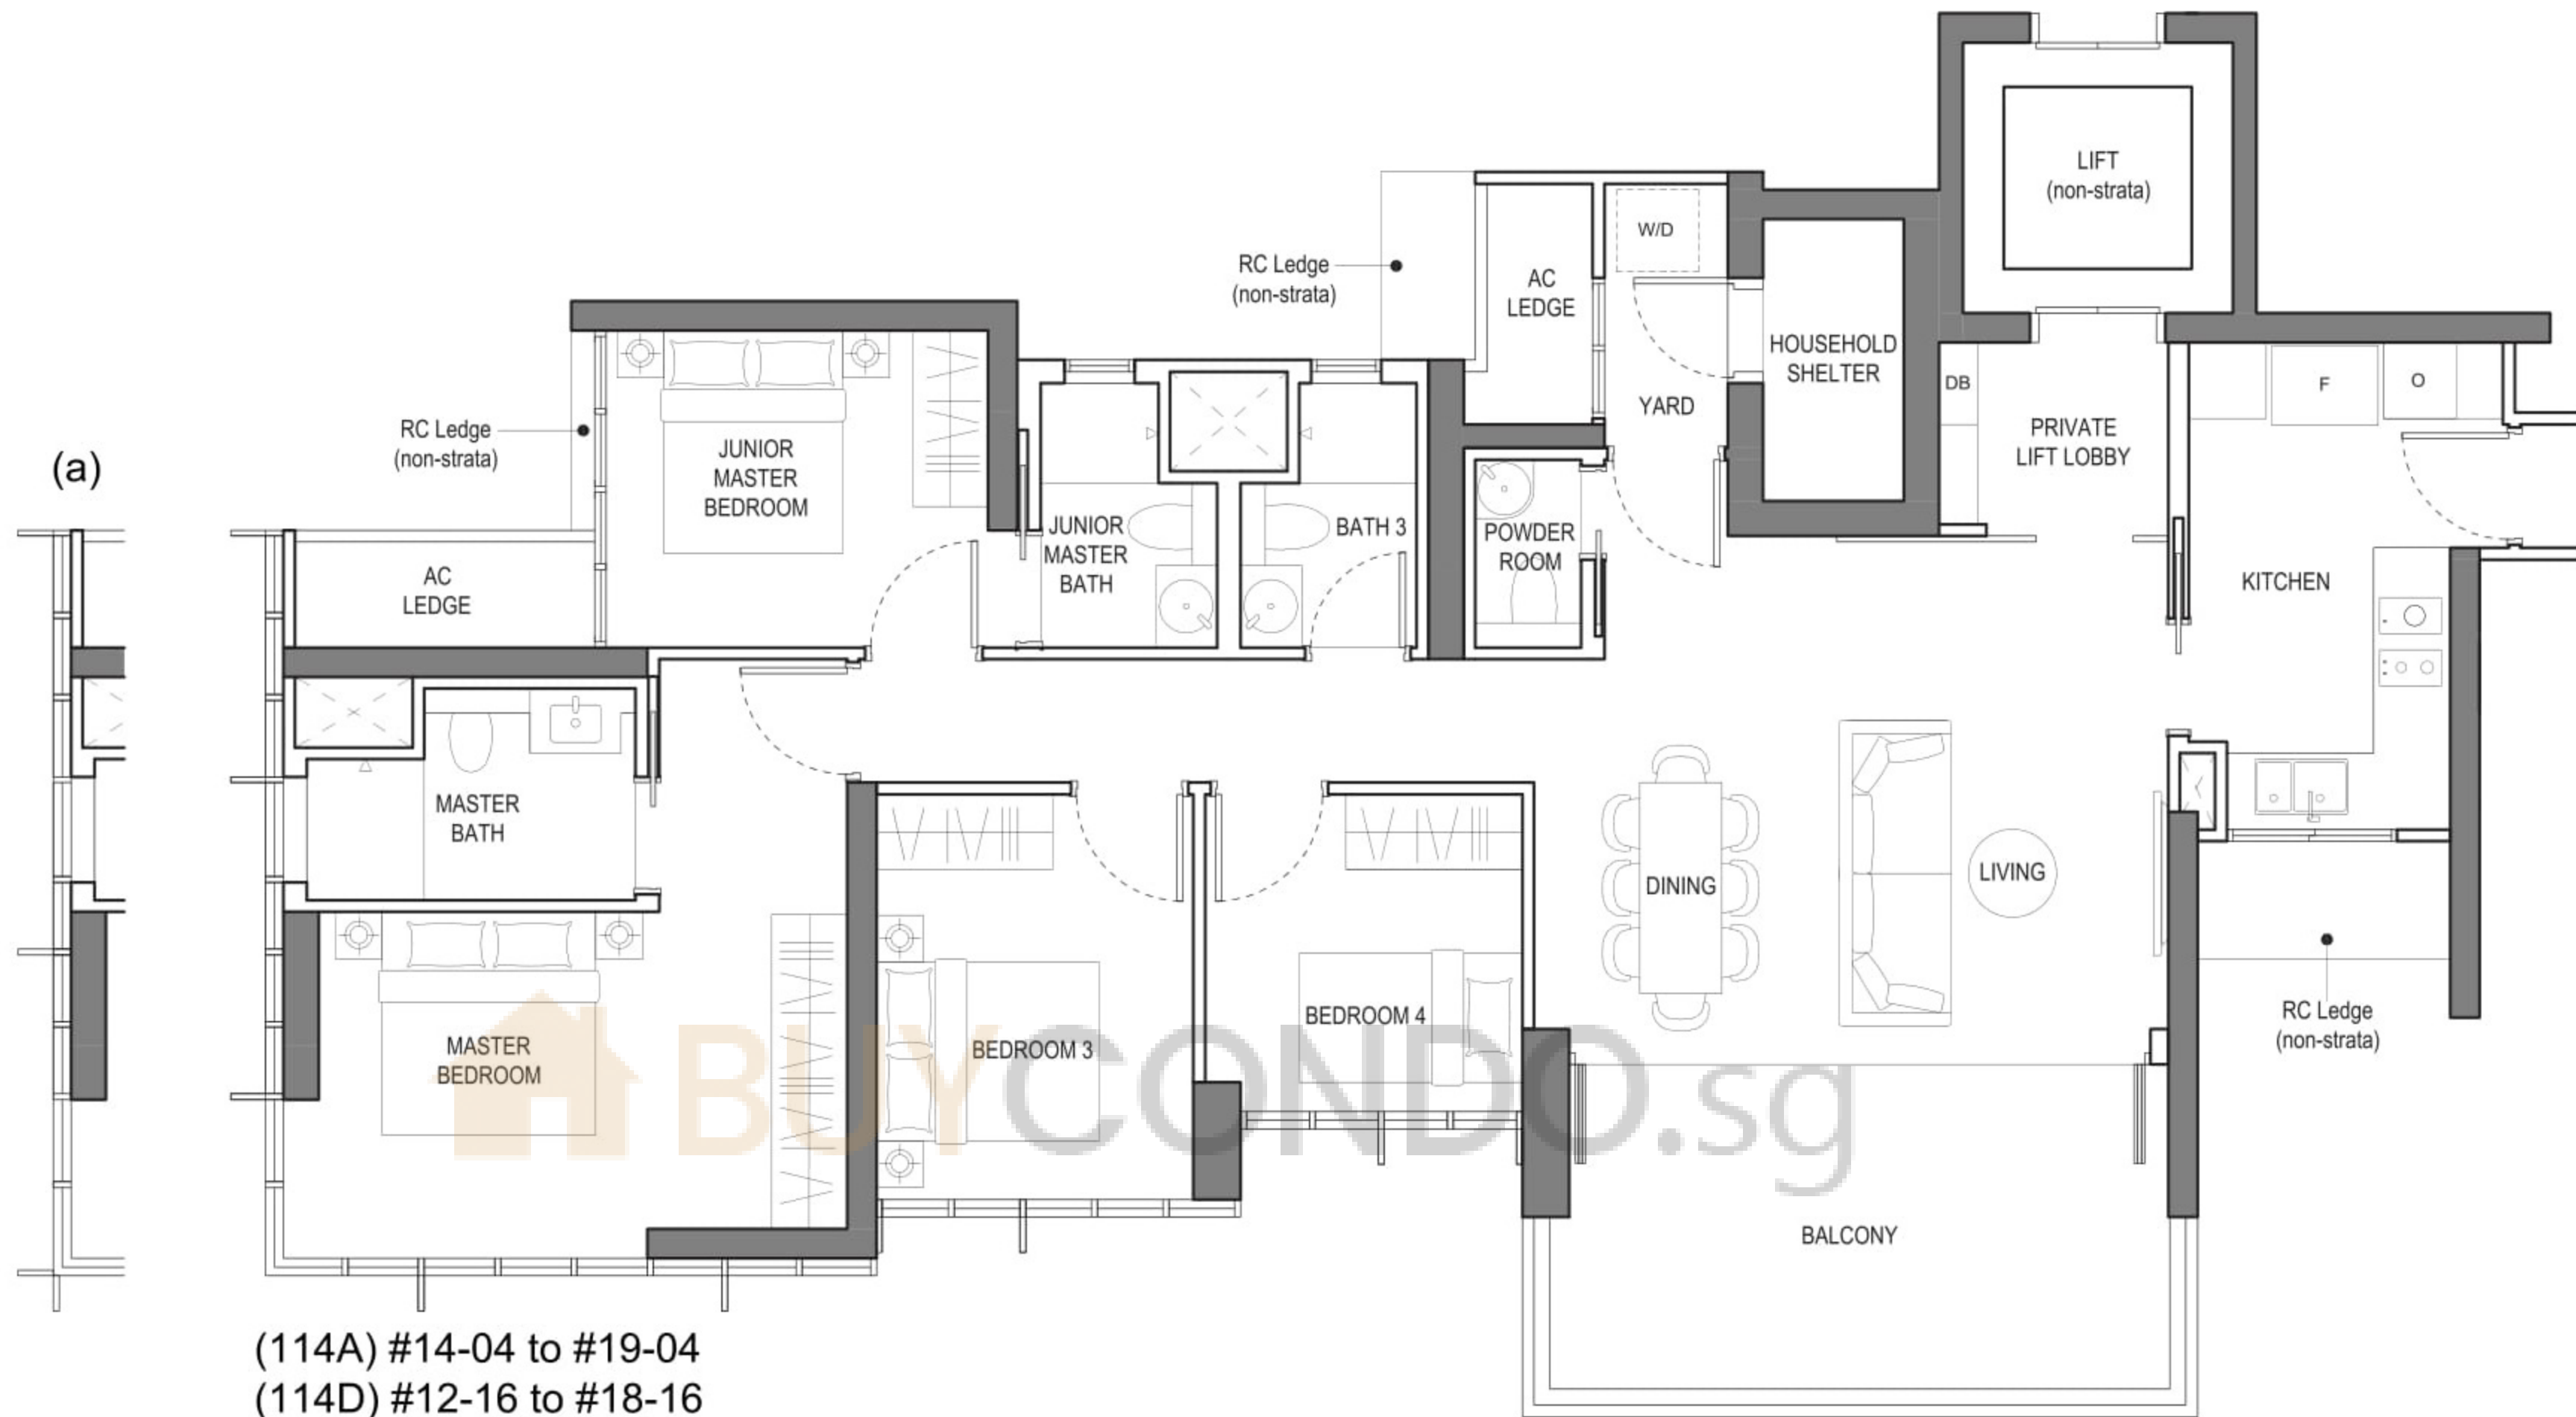 LIFT
(non-strata)
W/D
RC Ledge
(non-strata)
AC
LEDGE
HOUSEHOLD
SHELTER
DB
F
O
YARD
PRIVATE
LIFT LOBBY
RC Ledge
(non-strata)
JUNIOR
MASTER
BEDROOM
(a)
JUNIOR
MASTER
BATH
BATH 3
POWDER
ROOM
AC
LEDGE
KITCHEN
MASTER
BATH
DINING
LIVING
MASTER
BEDROOM
BEDROOM 3
BEDROOM 4
RC Ledge
(non-strata)
BUYCONDO.sg
BALCONY
(114A) #14-04 to #19-04
(114D) #12-16 to #18-16